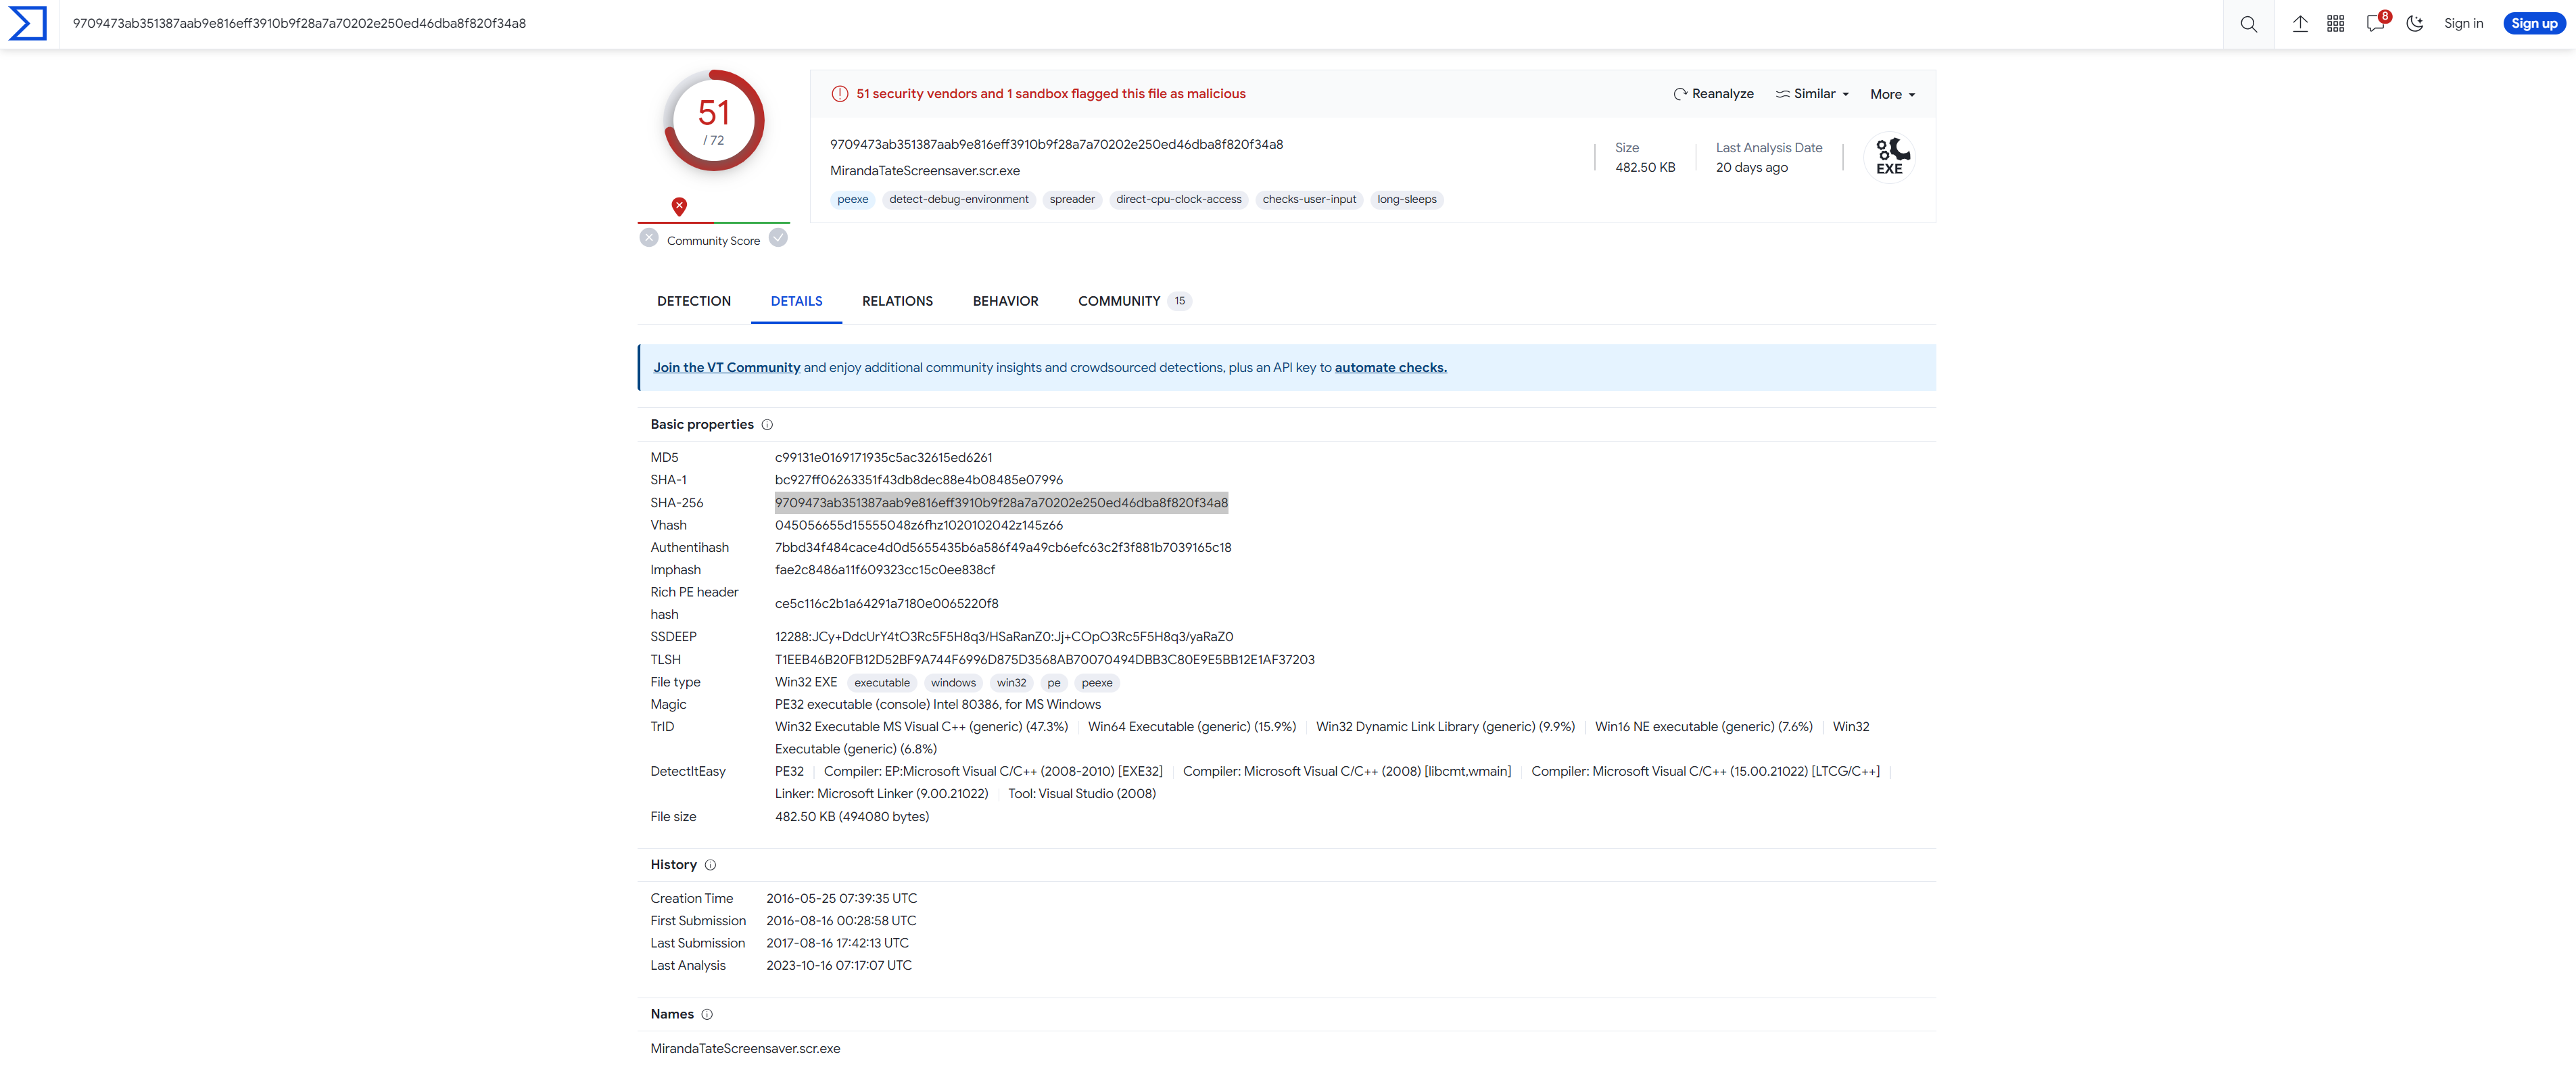 9709473ab351387aab9e816eff3910b9f28a7a70202e250ed46dba8f820f34a8
8
Sign in
Sign up
51
/ 72
Community Score
51 security vendors and 1 sandbox flagged this file as malicious
Reanalyze
Similar
More
9709473ab351387aab9e816eff3910b9f28a7a70202e250ed46dba8f820f34a8
MirandaTateScreensaver.scr.exe
peexe detect-debug-environment spreader direct-cpu-clock-access checks-user-input long-sleeps
Size
482.50 KB
Last Analysis Date
20 days ago
EXE
DETECTION DETAILS RELATIONS BEHAVIOR COMMUNITY 15
Join the VT Community and enjoy additional community insights and crowdsourced detections, plus an API key to automate checks.
Basic properties
MD5 c99131e0169171935c5ac32615ed6261
SHA-1 bc927ff06263351f43db8dec88e4b08485e07996
SHA-256 9709473ab351387aab9e816eff3910b9f28a7a70202e250ed46dba8f820f34a8
Vhash 045056655d15555048z6fhz1020102042z145z66
Authentihash 7bbd34f484cace4d0d5655435b6a586f49a49cb6efc63c2f3f881b7039165c18
Imphash fae2c8486a11f609323cc15c0ee838cf
Rich PE header
hash
ce5c116c2b1a64291a7180e0065220f8
SSDEEP 12288:JCy+DdcUrY4tO3Rc5F5H8q3/HSaRanZ0:Jj+COpO3Rc5F5H8q3/yaRaZ0
TLSH T1EEB46B20FB12D52BF9A744F6996D875D3568AB70070494DBB3C80E9E5BB12E1AF37203
File type Win32 EXE executable windows win32 pe peexe
Magic PE32 executable (console) Intel 80386, for MS Windows
TrID Win32 Executable MS Visual C++ (generic) (47.3%) Win64 Executable (generic) (15.9%) Win32 Dynamic Link Library (generic) (9.9%) Win16 NE executable (generic) (7.6%) Win32
Executable (generic) (6.8%)
DetectItEasy PE32 Compiler: EP:Microsoft Visual C/C++ (2008-2010) [EXE32] Compiler: Microsoft Visual C/C++ (2008) [libcmt,wmain] Compiler: Microsoft Visual C/C++ (15.00.21022) [LTCG/C++]
Linker: Microsoft Linker (9.00.21022) Tool: Visual Studio (2008)
File size 482.50 KB (494080 bytes)
History
Creation Time 2016-05-25 07:39:35 UTC
First Submission 2016-08-16 00:28:58 UTC
Last Submission 2017-08-16 17:42:13 UTC
Last Analysis 2023-10-16 07:17:07 UTC
Names
MirandaTateScreensaver.scr.exe